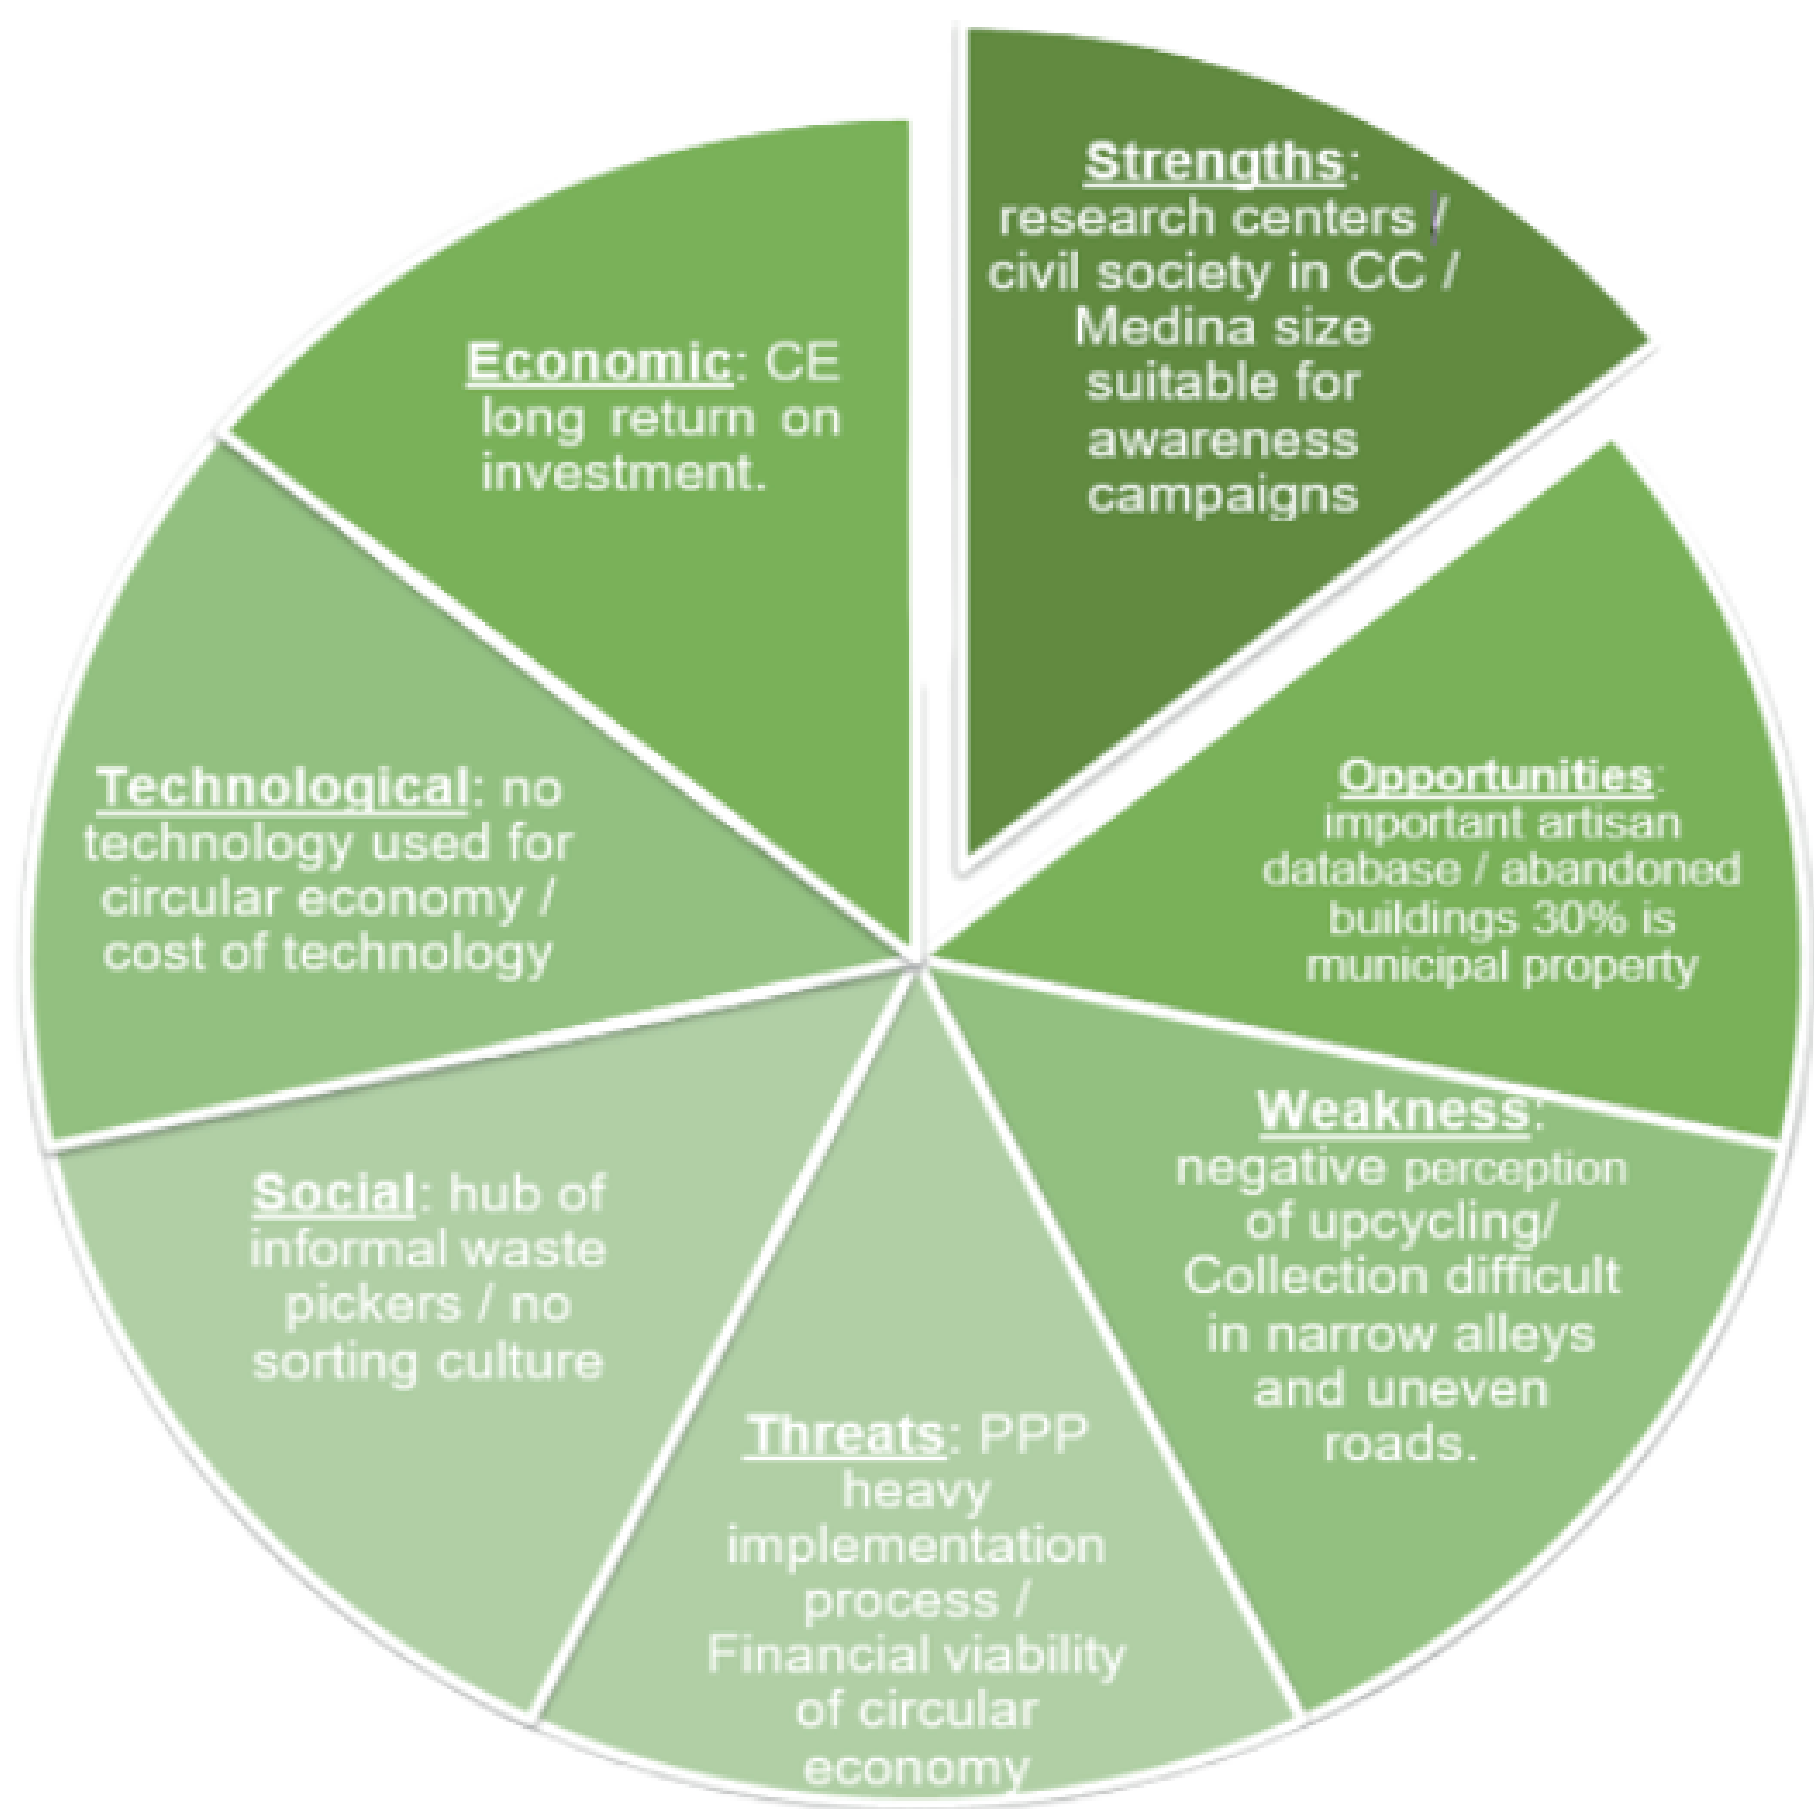 Strengths:
research centers /
civil society in CC /
Medina size
suitable for
awareness
campaigns
Opportunities:
important artisan
database / abandoned
buildings 30% is
municipal property
Weakness:
negative perception
of upcycling/
Collection difficult
in narrow alleys
and uneven
roads.
Threats: PPP
heavy
implementation
process /
Financial viability
of circular
economy
Social: hub of
informal waste
pickers / no
sorting culture
Technological: no
technology used for
circular economy /
cost of technology
Economic: CE
long return on
investment.